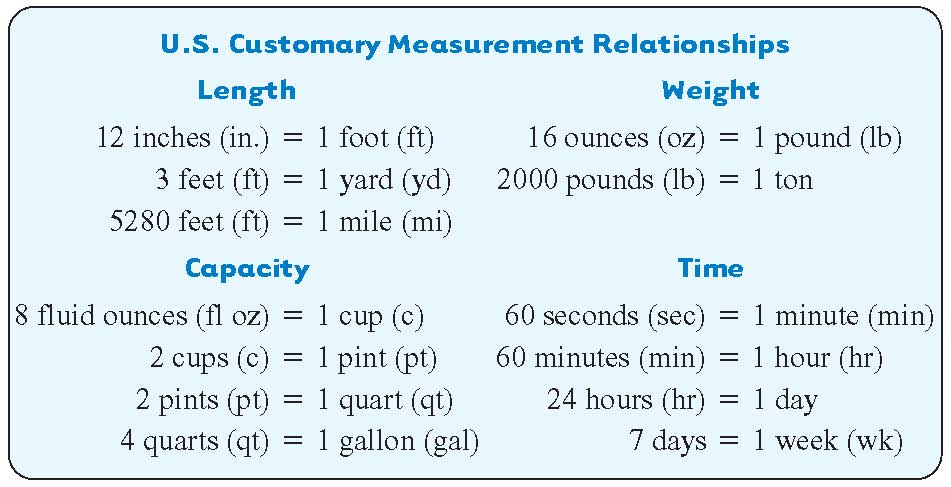 U.S. Customary Measurement Relationships
Length
12 inches (in.) = 1 foot (ft)
3 feet (ft) = 1 yard (yd)
5280 feet (ft) = 1 mile (mi)
Weight
16 ounces (oz) = 1 pound (lb)
2000 pounds (lb) = 1 ton
Capacity
8 fluid ounces (fl oz) = 1 cup (c)
2 cups (c) = 1 pint (pt)
2 pints (pt) = 1 quart (qt)
4 quarts (qt) = 1 gallon (gal)
Time
60 seconds (sec) = 1 minute (min)
60 minutes (min) = 1 hour (hr)
24 hours (hr) = 1 day
7 days = 1 week (wk)